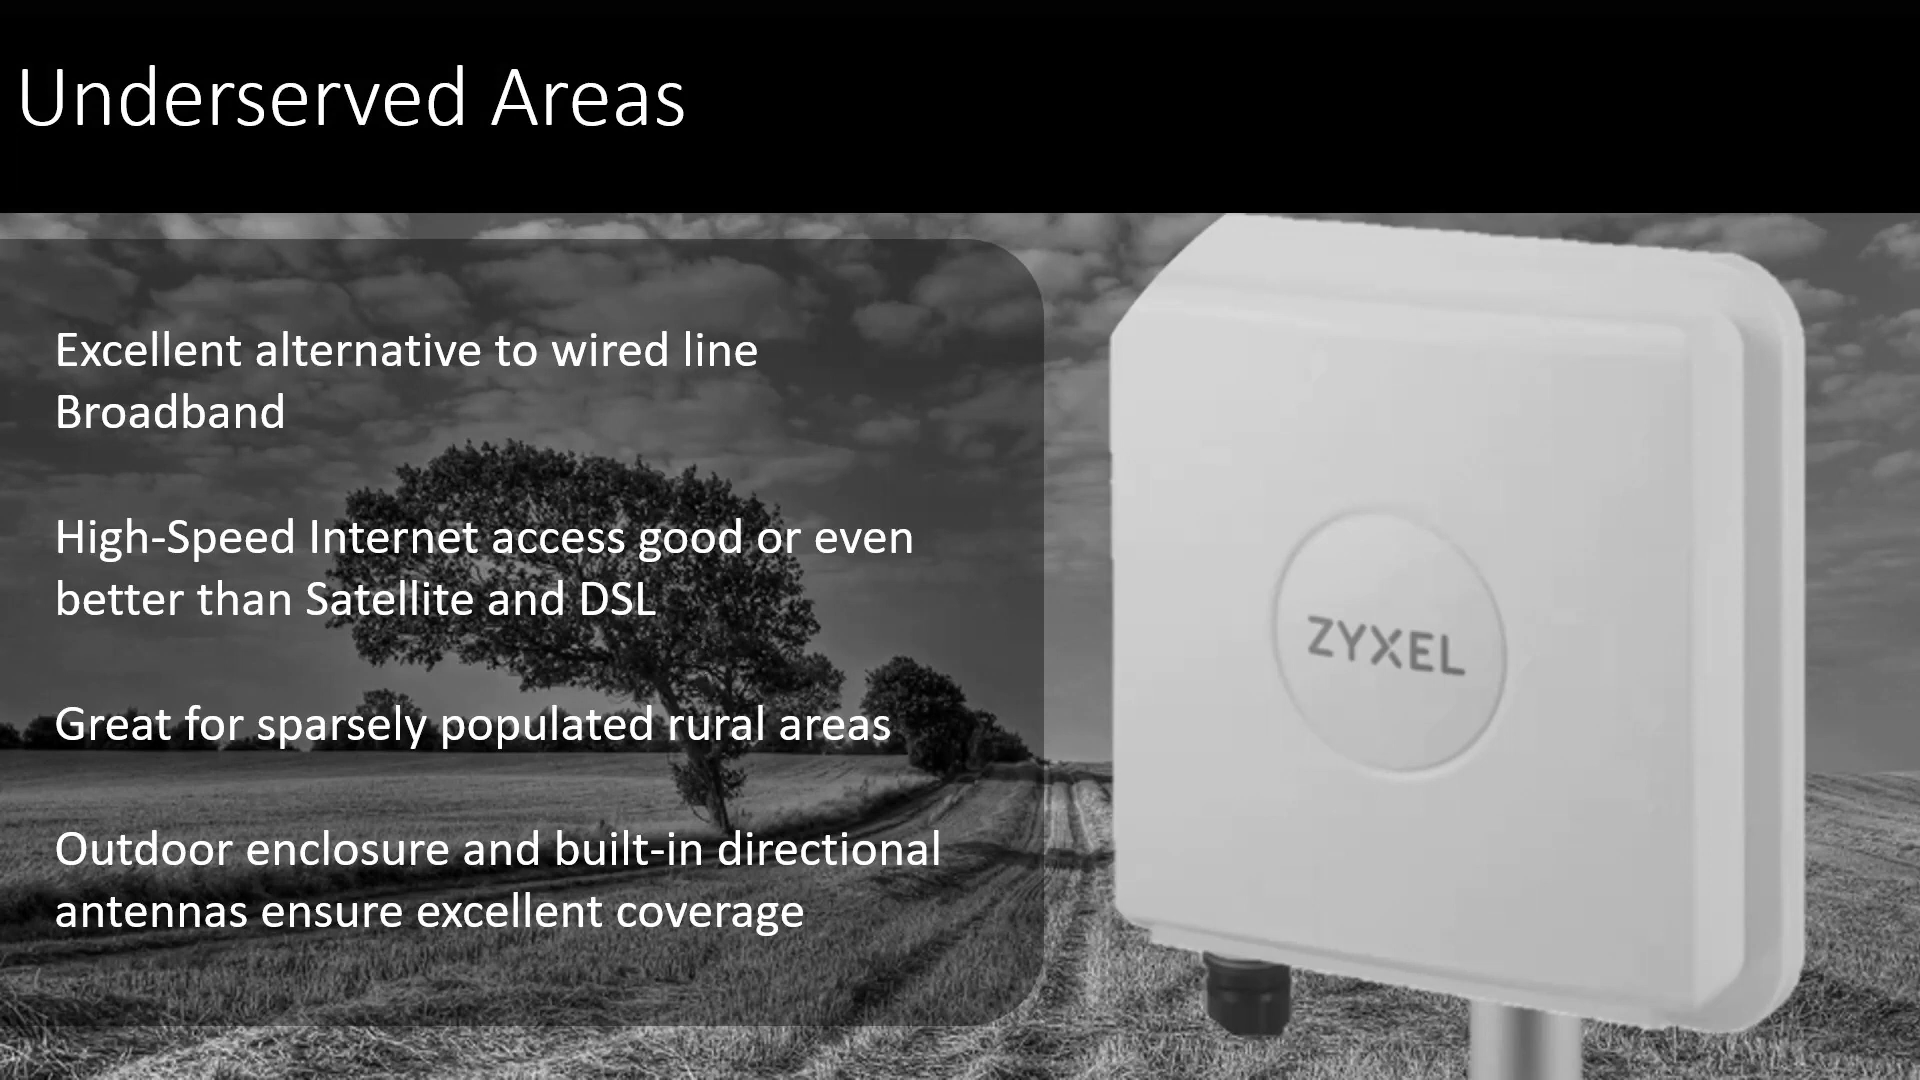 Underserved Areas
Excellent alternative to wired line
Broadband
High-Speed Internet access good or even
better than Satellite and DSL
Great for sparsely populated rural areas
Outdoor enclosure and built-in directional
antennas ensure excellent coverage
ZYXEL